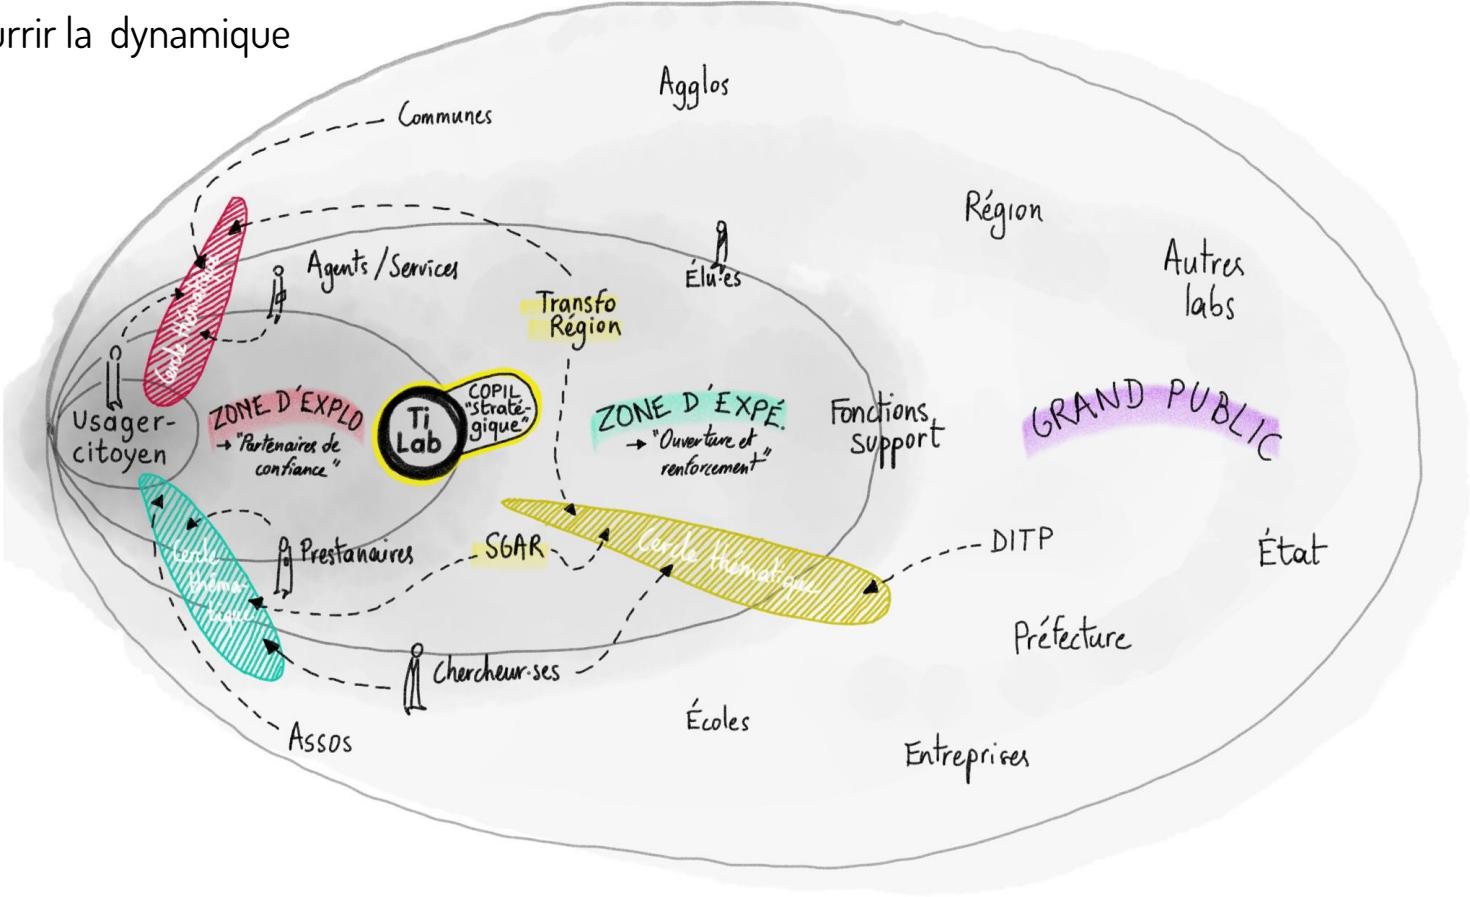 urrir la dynamique
Agglos
Communes
Région
Autres
labs
Agents/Services
Élu·es
Transfo
Région
Cercle thématique
Usager-
citoyen
ZONE D'EXPLO
→ "Partenaires de
confiance"
Ti
Lab
COPIL
"straté-
gique"
ZONE D'EXPÉ.
→ "Ouverture et
renforcement"
Fonctions
support
GRAND PUBLIC
Cercle
théma-
tique
Prestataires
SGAR
Cercle thématique
DITP
État
Préfecture
Chercheur·ses
Écoles
Assos
Entreprises